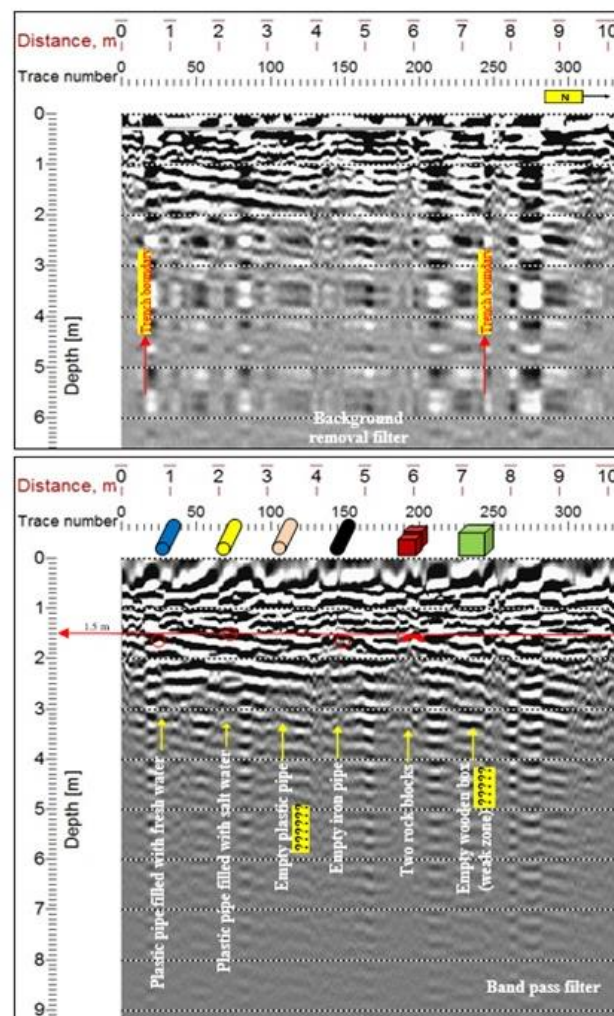 0 1 2 3 4 5 6 7 8 9 10
Distance, m
Trace number 0 50 100 150 200 250 300
N
0
1
2
3
4
5
6
Depth [m]
Trench boundary
Trench boundary
Background
removal filter
0 1 2 3 4 5 6 7 8 9 10
Distance, m
Trace number 0 50 100 150 200 250 300
0
1
1.5 m
2
3
4
5
6
7
8
9
Depth [m]
Plastic pipe filled with fresh water
Plastic pipe filled with salt water
Empty plastic pipe
??????
Empty iron pipe
Two rock blocks
Empty wooden box
(weak zone)
?????
Band pass filter